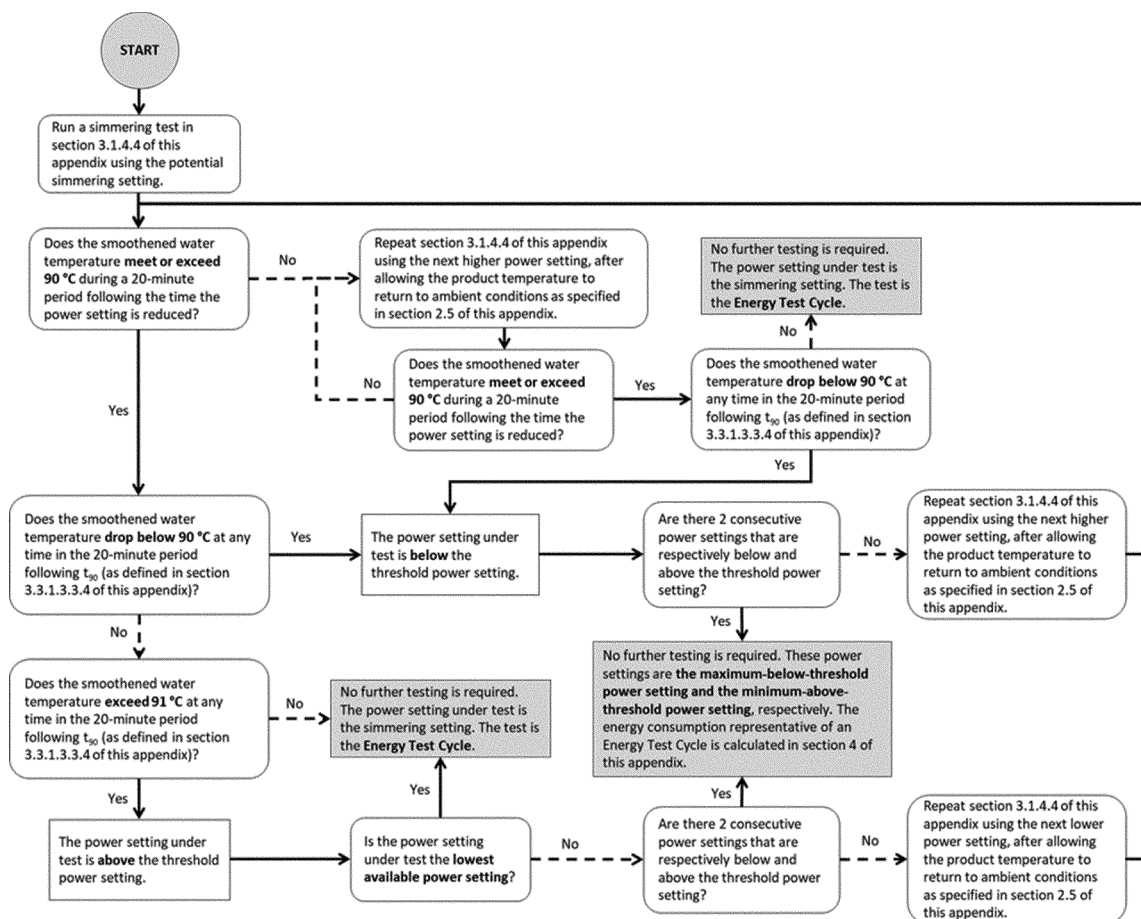 START
Run a simmering test in
section 3.1.4.4 of this
appendix using the potential
simmering setting.
Does the smoothened water
temperature meet or exceed
90 °C during a 20-minute
period following the time the
power setting is reduced?
No
Repeat section 3.1.4.4 of this appendix
using the next higher power setting, after
allowing the product temperature to
return to ambient conditions as specified
in section 2.5 of this appendix.
No further testing is required.
The power setting under test is
the simmering setting. The test
is the Energy Test Cycle.
No
No
Does the smoothened water
temperature meet or exceed
90 °C during a 20-minute
period following the time the
power setting is reduced?
Yes
Does the smoothened water
temperature drop below 90 °C at
any time in the 20-minute period
following t90 (as defined in section
3.3.1.3.3.4 of this appendix)?
Yes
Yes
Does the smoothened water
temperature drop below 90 °C at any
time in the 20-minute period
following t90 (as defined in section
3.3.1.3.3.4 of this appendix)?
Yes
The power setting under
test is below the
threshold power setting.
Are there 2 consecutive
power settings that are
respectively below and
above the threshold power
setting?
No
Repeat section 3.1.4.4 of this
appendix using the next higher
power setting, after allowing
the product temperature to
return to ambient conditions
as specified in section 2.5 of
this appendix.
No
Yes
Does the smoothened water
temperature exceed 91 °C at any
time in the 20-minute period
following t90 (as defined in section
3.3.1.3.3.4 of this appendix)?
No
No further testing is required.
The power setting under test is
the simmering setting. The test
is the Energy Test Cycle.
No further testing is required. These power
settings are the maximum-below-threshold
power setting and the minimum-above-
threshold power setting, respectively. The
energy consumption representative of an
Energy Test Cycle is calculated in section 4 of
this appendix.
Yes
Yes
Yes
The power setting under
test is above the threshold
power setting.
Is the power setting
under test the lowest
available power setting?
No
Are there 2 consecutive
power settings that are
respectively below and
above the threshold power
setting?
No
Repeat section 3.1.4.4 of this
appendix using the next lower
power setting, after allowing
the product temperature to
return to ambient conditions
as specified in section 2.5 of
this appendix.